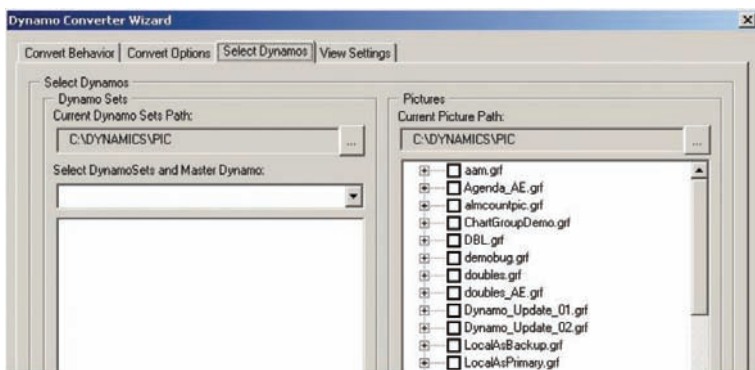 Dynamo Converter Wizard
Convert Behavior Convert Options Select Dynamos View Settings
Select Dynamos
Dynamo Sets
Current Dynamo Sets Path:
C:\DYNAMICS\PIC ...
Select DynamoSets and Master Dynamo:
Pictures
Current Picture Path:
C:\DYNAMICS\PIC ...
aam.grf
Agenda_AE.grf
almcountpic.grf
ChartGroupDemo.grf
DBL.grf
demobug.grf
doubles.grf
doubles_AE.grf
Dynamo_Update_01.grf
Dynamo_Update_02.grf
LocalAsBackup.grf
LocalAsPrimary.grf